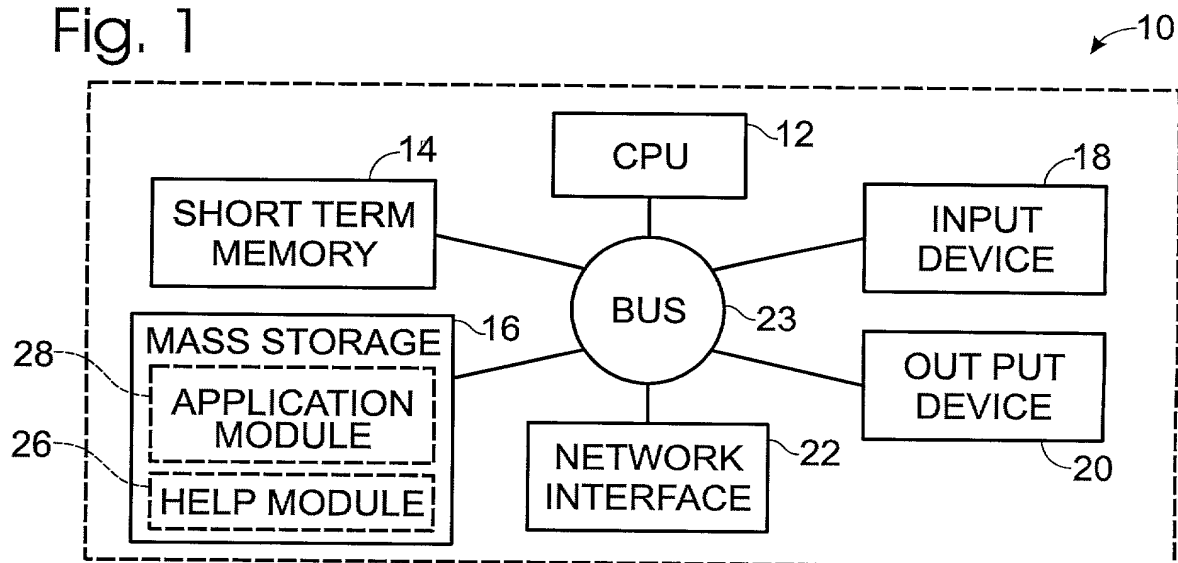 Fig. 1
10
12
CPU
14
SHORT TERM
MEMORY
18
INPUT
DEVICE
BUS
23
16
MASS STORAGE
28
APPLICATION
MODULE
26
HELP MODULE
OUT PUT
DEVICE
20
22
NETWORK
INTERFACE